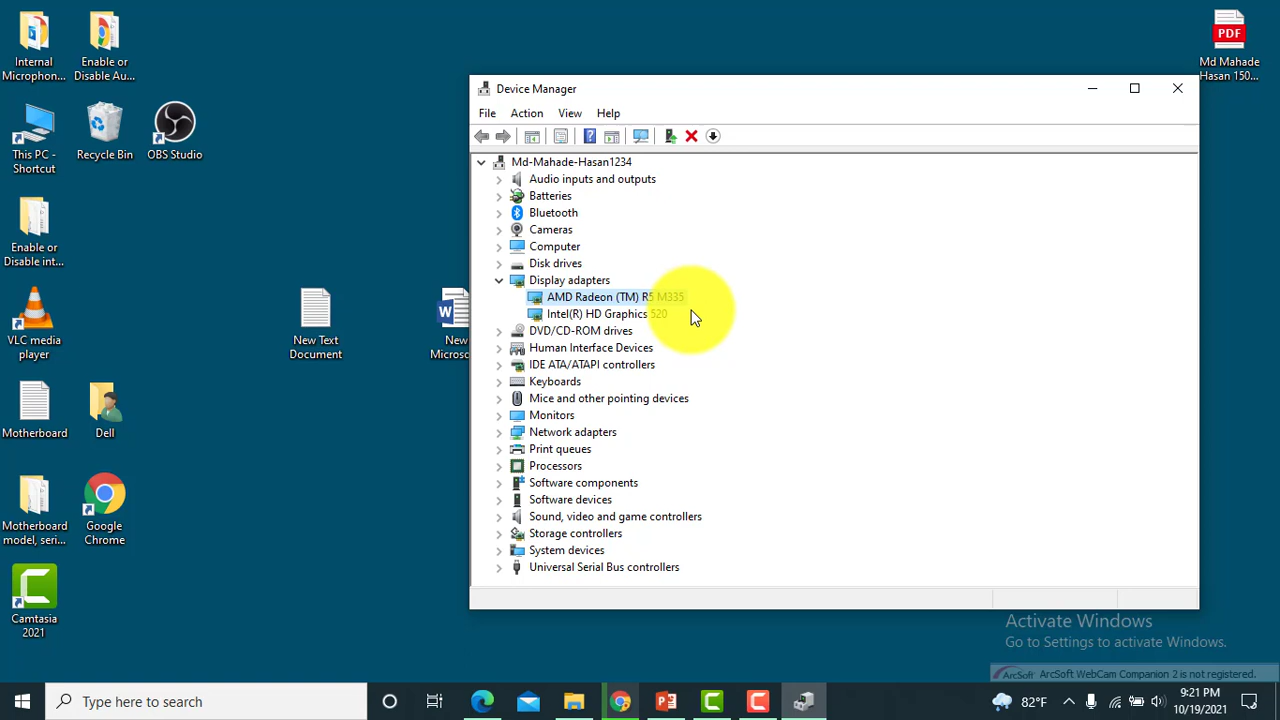 Internal
Microphon...
Enable or
Disable Au...
PDF
Md Mahade
Hasan 150...
This PC -
Shortcut
Recycle Bin
OBS Studio
Enable or
Disable int...
VLC media
player
New Text
Document
W
New
Microso
Motherboard
Dell
Motherboard
model, seri...
Google
Chrome
Camtasia
2021
Device Manager
File Action View Help
Md-Mahade-Hasan1234
Audio inputs and outputs
Batteries
Bluetooth
Cameras
Computer
Disk drives
Display adapters
AMD Radeon (TM) R5 M335
Intel(R) HD Graphics 520
DVD/CD-ROM drives
Human Interface Devices
IDE ATA/ATAPI controllers
Keyboards
Mice and other pointing devices
Monitors
Network adapters
Print queues
Processors
Software components
Software devices
Sound, video and game controllers
Storage controllers
System devices
Universal Serial Bus controllers
Activate Windows
Go to Settings to activate Windows.
ArcSoft ArcSoft WebCam Companion 2 is not registered.
Type here to search
82°F
9:21 PM
10/19/2021